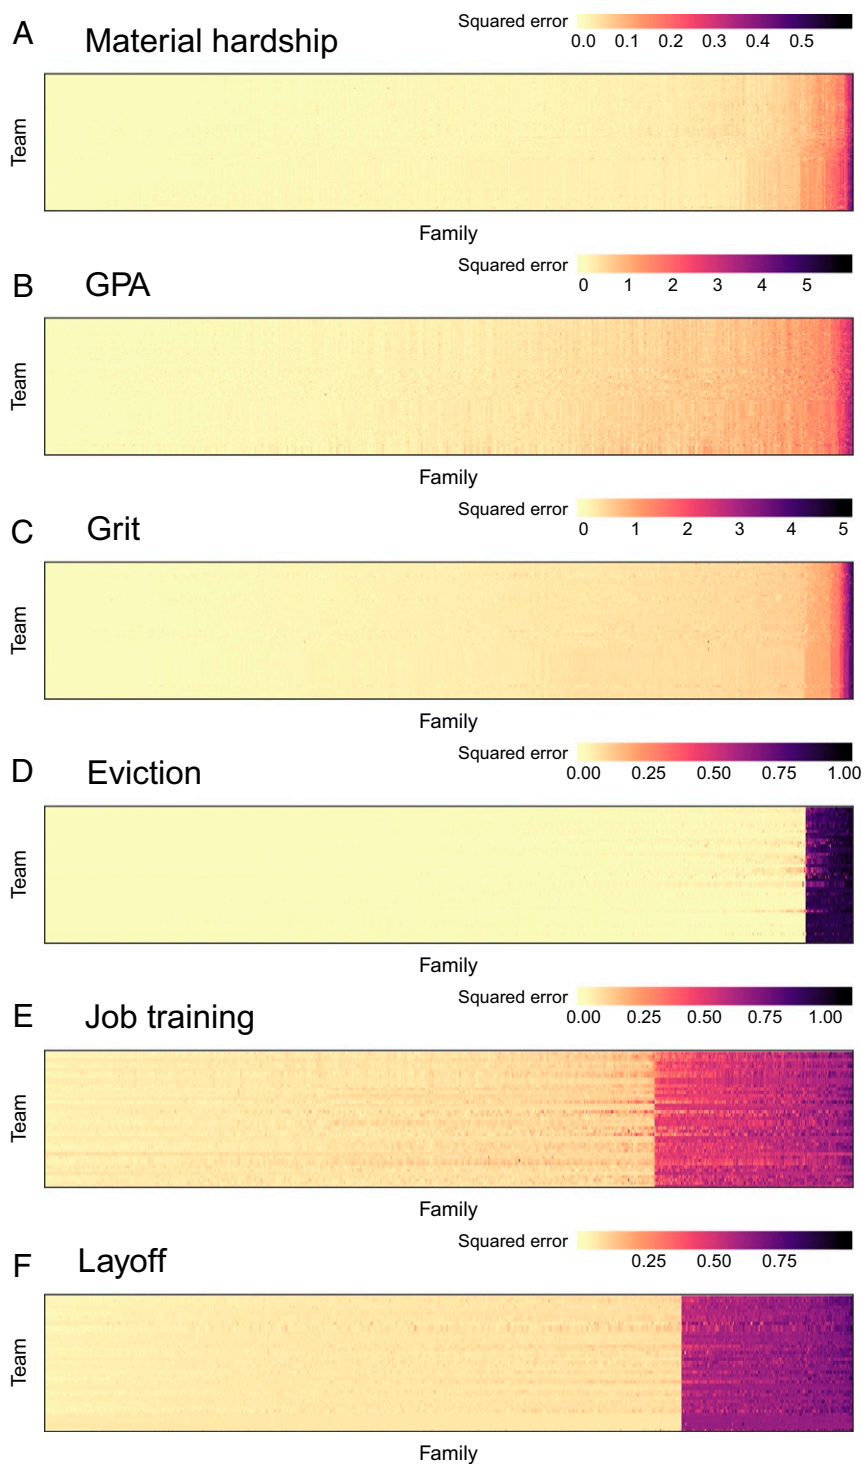 A Material hardship
Squared error
0.0 0.1 0.2 0.3 0.4 0.5
Team
Family
B GPA
Squared error
0 1 2 3 4 5
Team
Family
C Grit
Squared error
0 1 2 3 4 5
Team
Family
D Eviction
Squared error
0.00 0.25 0.50 0.75 1.00
Team
Family
E Job training
Squared error
0.00 0.25 0.50 0.75 1.00
Team
Family
F Layoff
Squared error
0.25 0.50 0.75
Team
Family